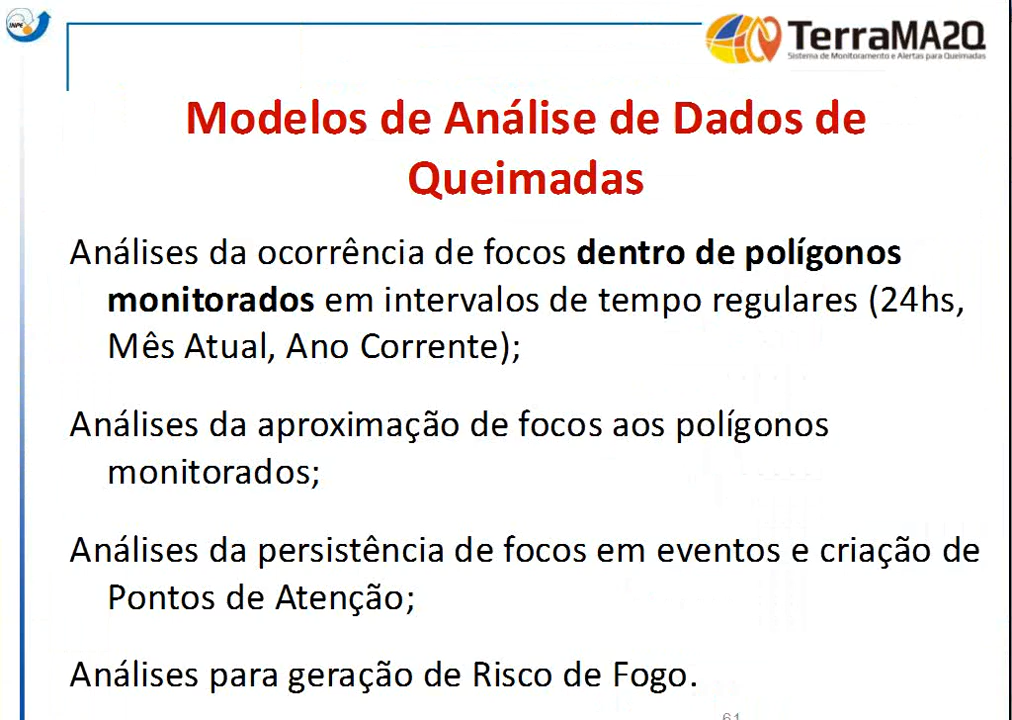 INPE
TerraMA2Q
Sistema de Monitoramento e Alertas para Queimadas
Modelos de Análise de Dados de
Queimadas
Análises da ocorrência de focos dentro de polígonos
monitorados em intervalos de tempo regulares (24hs,
Mês Atual, Ano Corrente);
Análises da aproximação de focos aos polígonos
monitorados;
Análises da persistência de focos em eventos e criação de
Pontos de Atenção;
Análises para geração de Risco de Fogo.
61